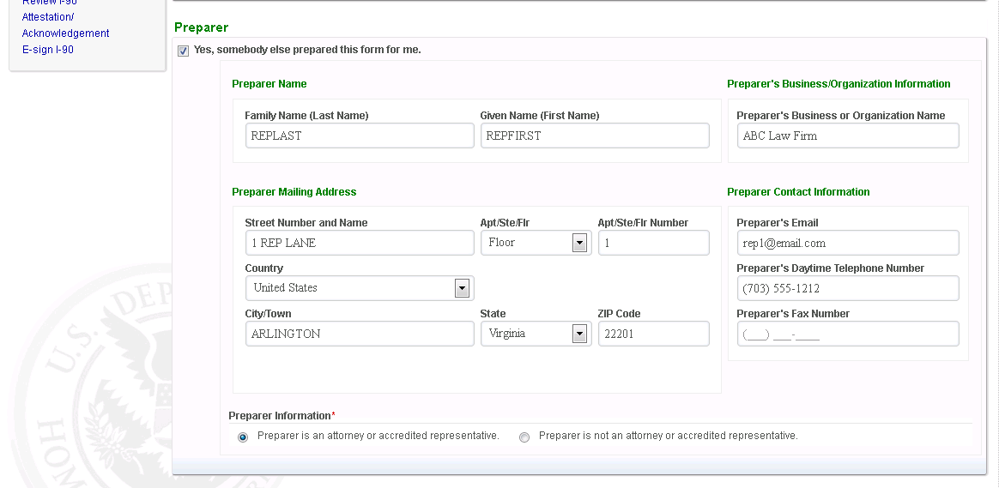 Review I-90
Attestation/
Acknowledgement
E-sign I-90
Preparer
Yes, somebody else prepared this form for me.
Preparer Name
Family Name (Last Name) Given Name (First Name)
REPLAST REPFIRST
Preparer's Business/Organization Information
Preparer's Business or Organization Name
ABC Law Firm
Preparer Mailing Address
Street Number and Name Apt/Ste/Flr Apt/Ste/Flr Number
1 REP LANE Floor 1
Country
United States
City/Town State ZIP Code
ARLINGTON Virginia 22201
Preparer Contact Information
Preparer's Email
rep1@email.com
Preparer's Daytime Telephone Number
(703) 555-1212
Preparer's Fax Number
(___) ___-____
Preparer Information*
Preparer is an attorney or accredited representative. Preparer is not an attorney or accredited representative.
U.S. DEP
HOM